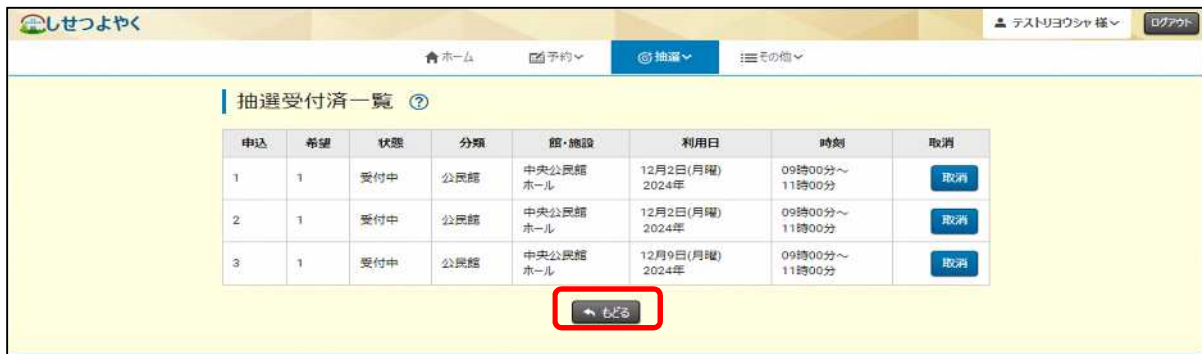 しせつよやく
テストリヨウシャ 様
ログアウト
ホーム 予約 抽選 その他
抽選受付済一覧 ?
申込 希望 状態 分類 館・施設 利用日 時刻 取消
1 1 受付中 公民館 中央公民館 12月2日(月曜) 09時00分～ 取消
ホール 2024年 11時00分
2 1 受付中 公民館 中央公民館 12月2日(月曜) 09時00分～ 取消
ホール 2024年 11時00分
3 1 受付中 公民館 中央公民館 12月9日(月曜) 09時00分～ 取消
ホール 2024年 11時00分
もどる